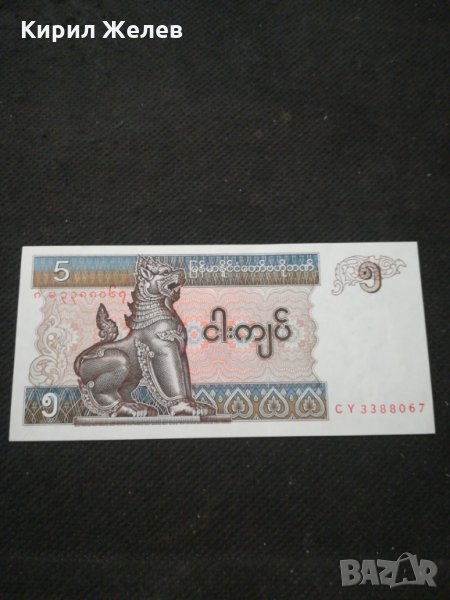 Кирил Желев
5
မြန်မာနိုင်ငံတော်ဗဟိုဘဏ်
၅
ငါးကျပ်
၅
CY 3388067
BAZAR